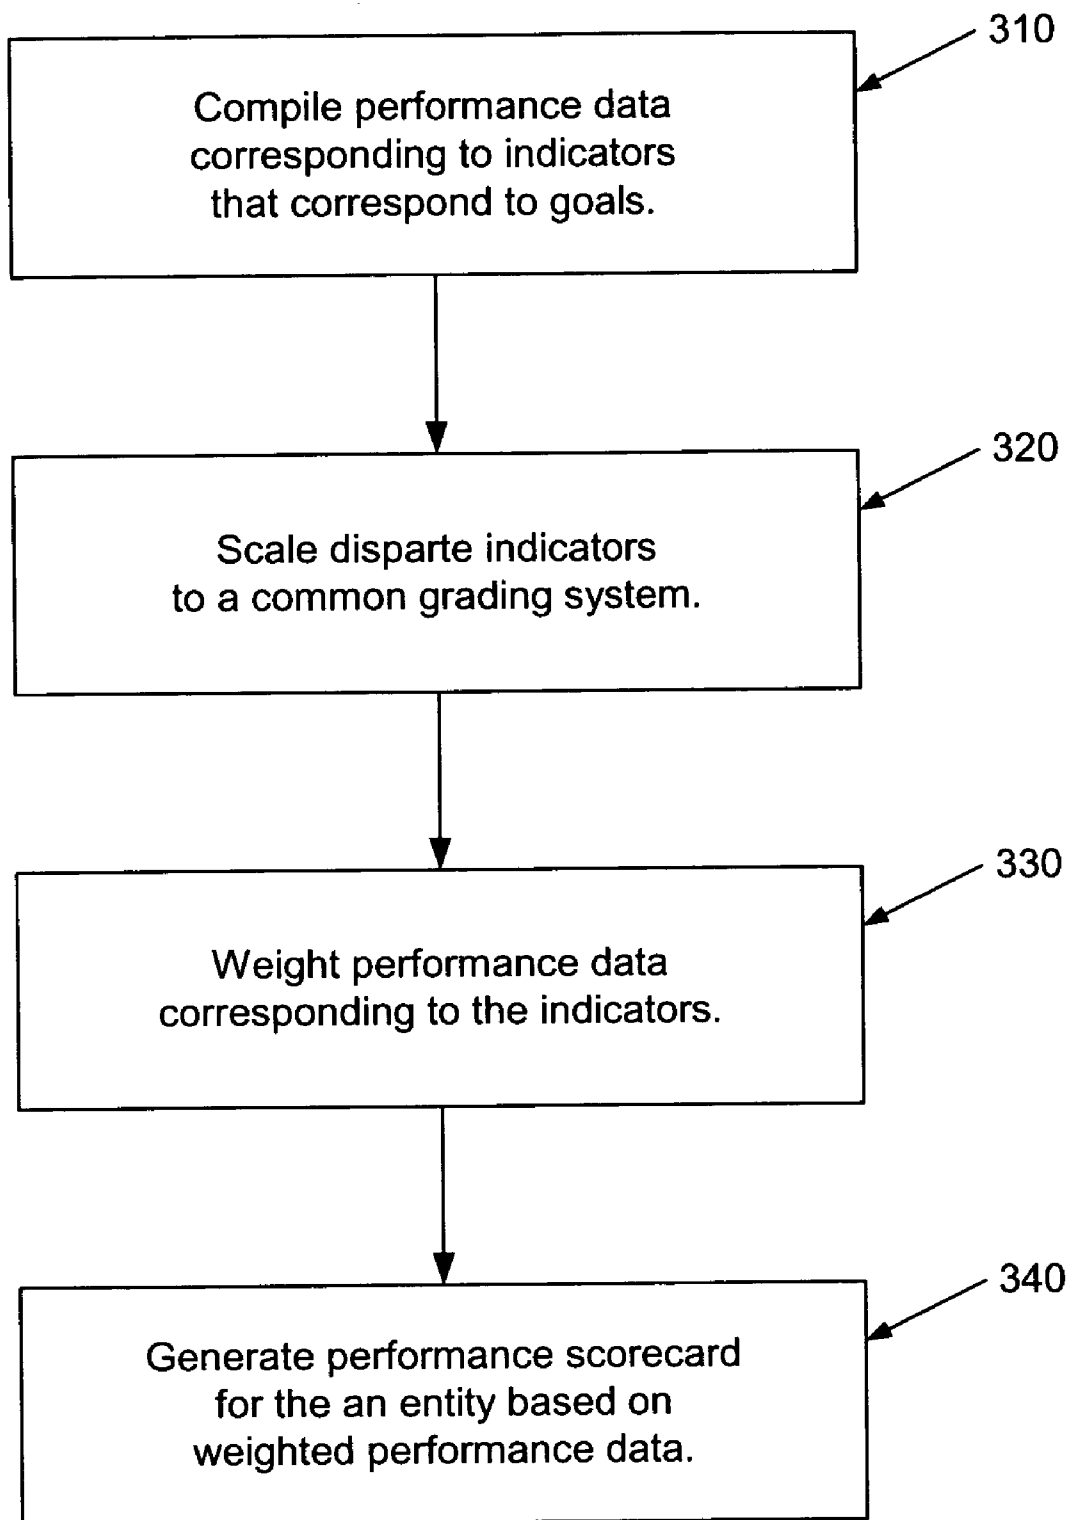 310
Compile performance data
corresponding to indicators
that correspond to goals.
320
Scale disparte indicators
to a common grading system.
330
Weight performance data
corresponding to the indicators.
340
Generate performance scorecard
for the an entity based on
weighted performance data.